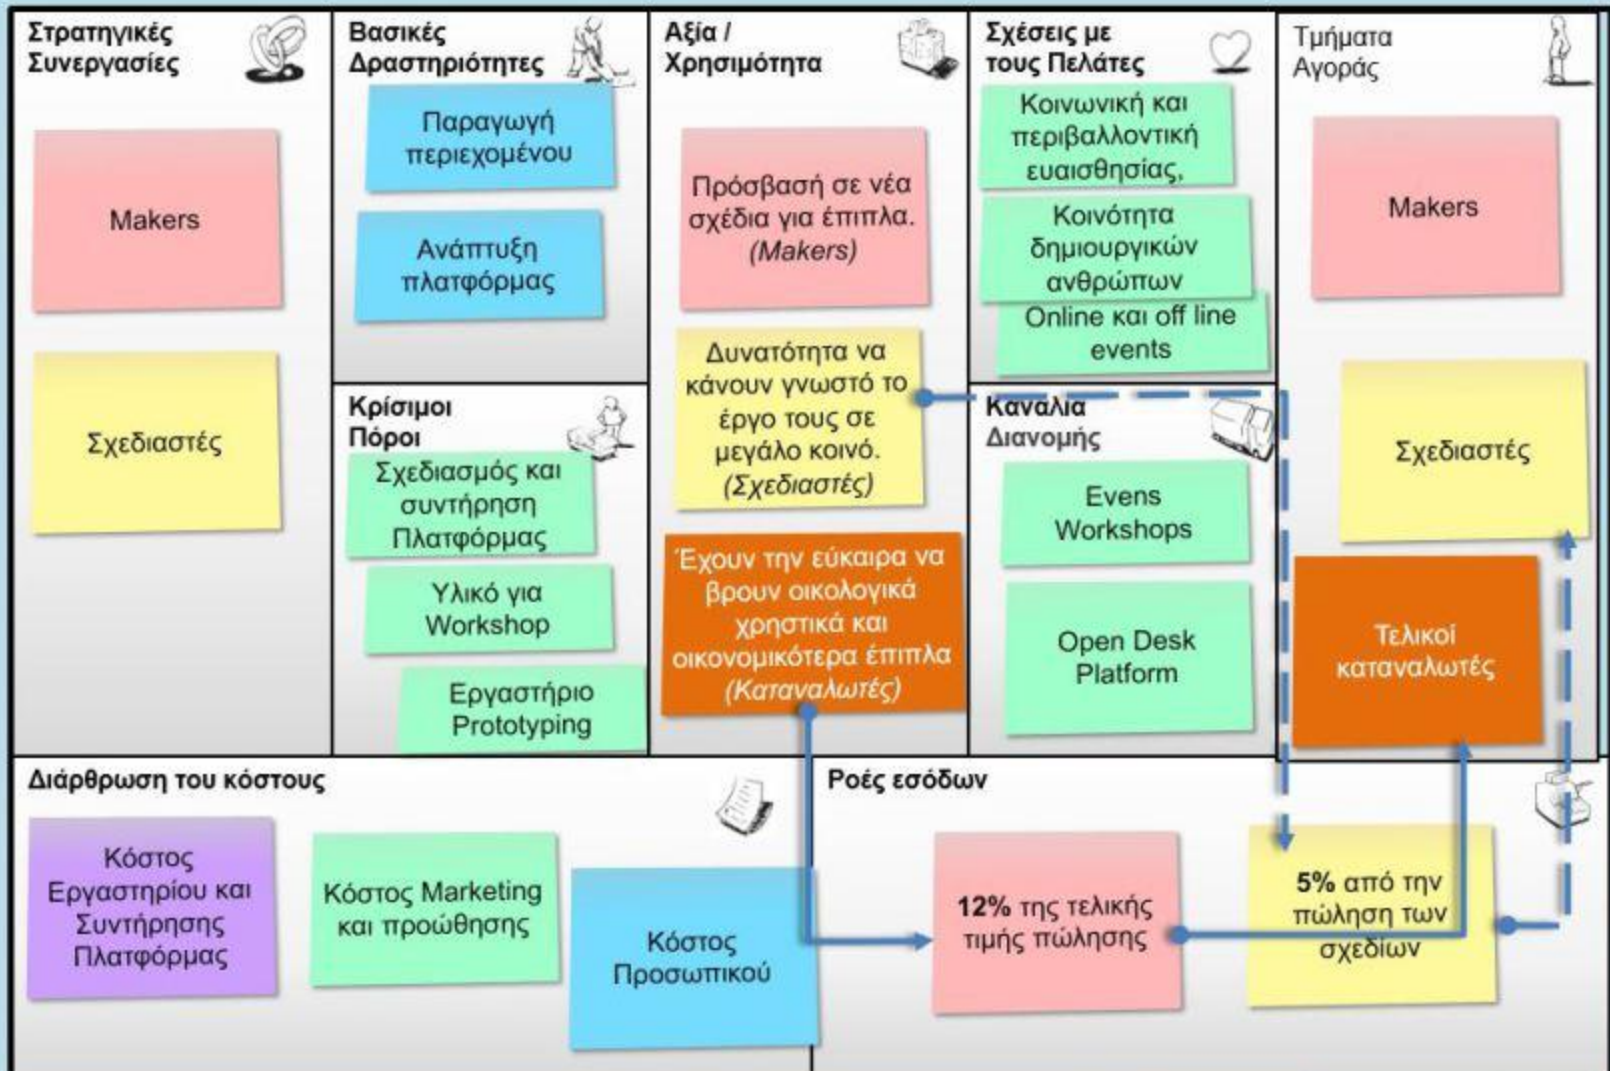 Στρατηγικές
Συνεργασίες
Makers
Σχεδιαστές
Βασικές
Δραστηριότητες
Παραγωγή
περιεχομένου
Ανάπτυξη
πλατφόρμας
Κρίσιμοι
Πόροι
Σχεδιασμός και
συντήρηση
Πλατφόρμας
Υλικό για
Workshop
Εργαστήριο
Prototyping
Αξία /
Χρησιμότητα
Πρόσβασή σε νέα
σχέδια για έπιπλα.
(Makers)
Δυνατότητα να
κάνουν γνωστό το
έργο τους σε
μεγάλο κοινό.
(Σχεδιαστές)
Έχουν την εύκαιρα να
βρουν οικολογικά
χρηστικά και
οικονομικότερα έπιπλα
(Καταναλωτές)
Σχέσεις με
τους Πελάτες
Κοινωνική και
περιβαλλοντική
ευαισθησίας,
Κοινότητα
δημιουργικών
ανθρώπων
Online και off line
events
Κανάλια
Διανομής
Evens
Workshops
Open Desk
Platform
Τμήματα
Αγοράς
Makers
Σχεδιαστές
Τελικοί
καταναλωτές
Διάρθρωση του κόστους
Κόστος
Εργαστηρίου και
Συντήρησης
Πλατφόρμας
Κόστος Marketing
και προώθησης
Κόστος
Προσωπικού
Ροές εσόδων
12% της τελικής
τιμής πώλησης
5% από την
πώληση των
σχεδίων